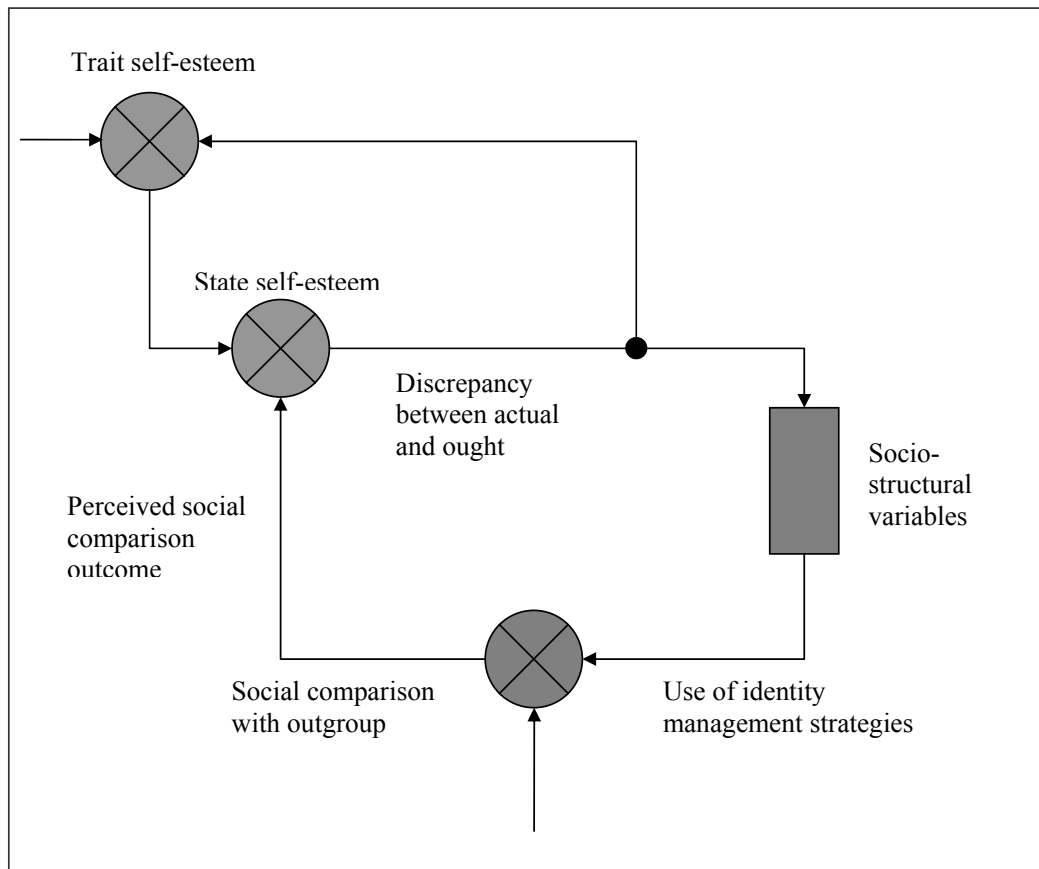 Trait self-esteem
State self-esteem
Discrepancy
between actual
and ought
Socio-
structural
variables
Perceived social
comparison
outcome
Social comparison
with outgroup
Use of identity
management strategies